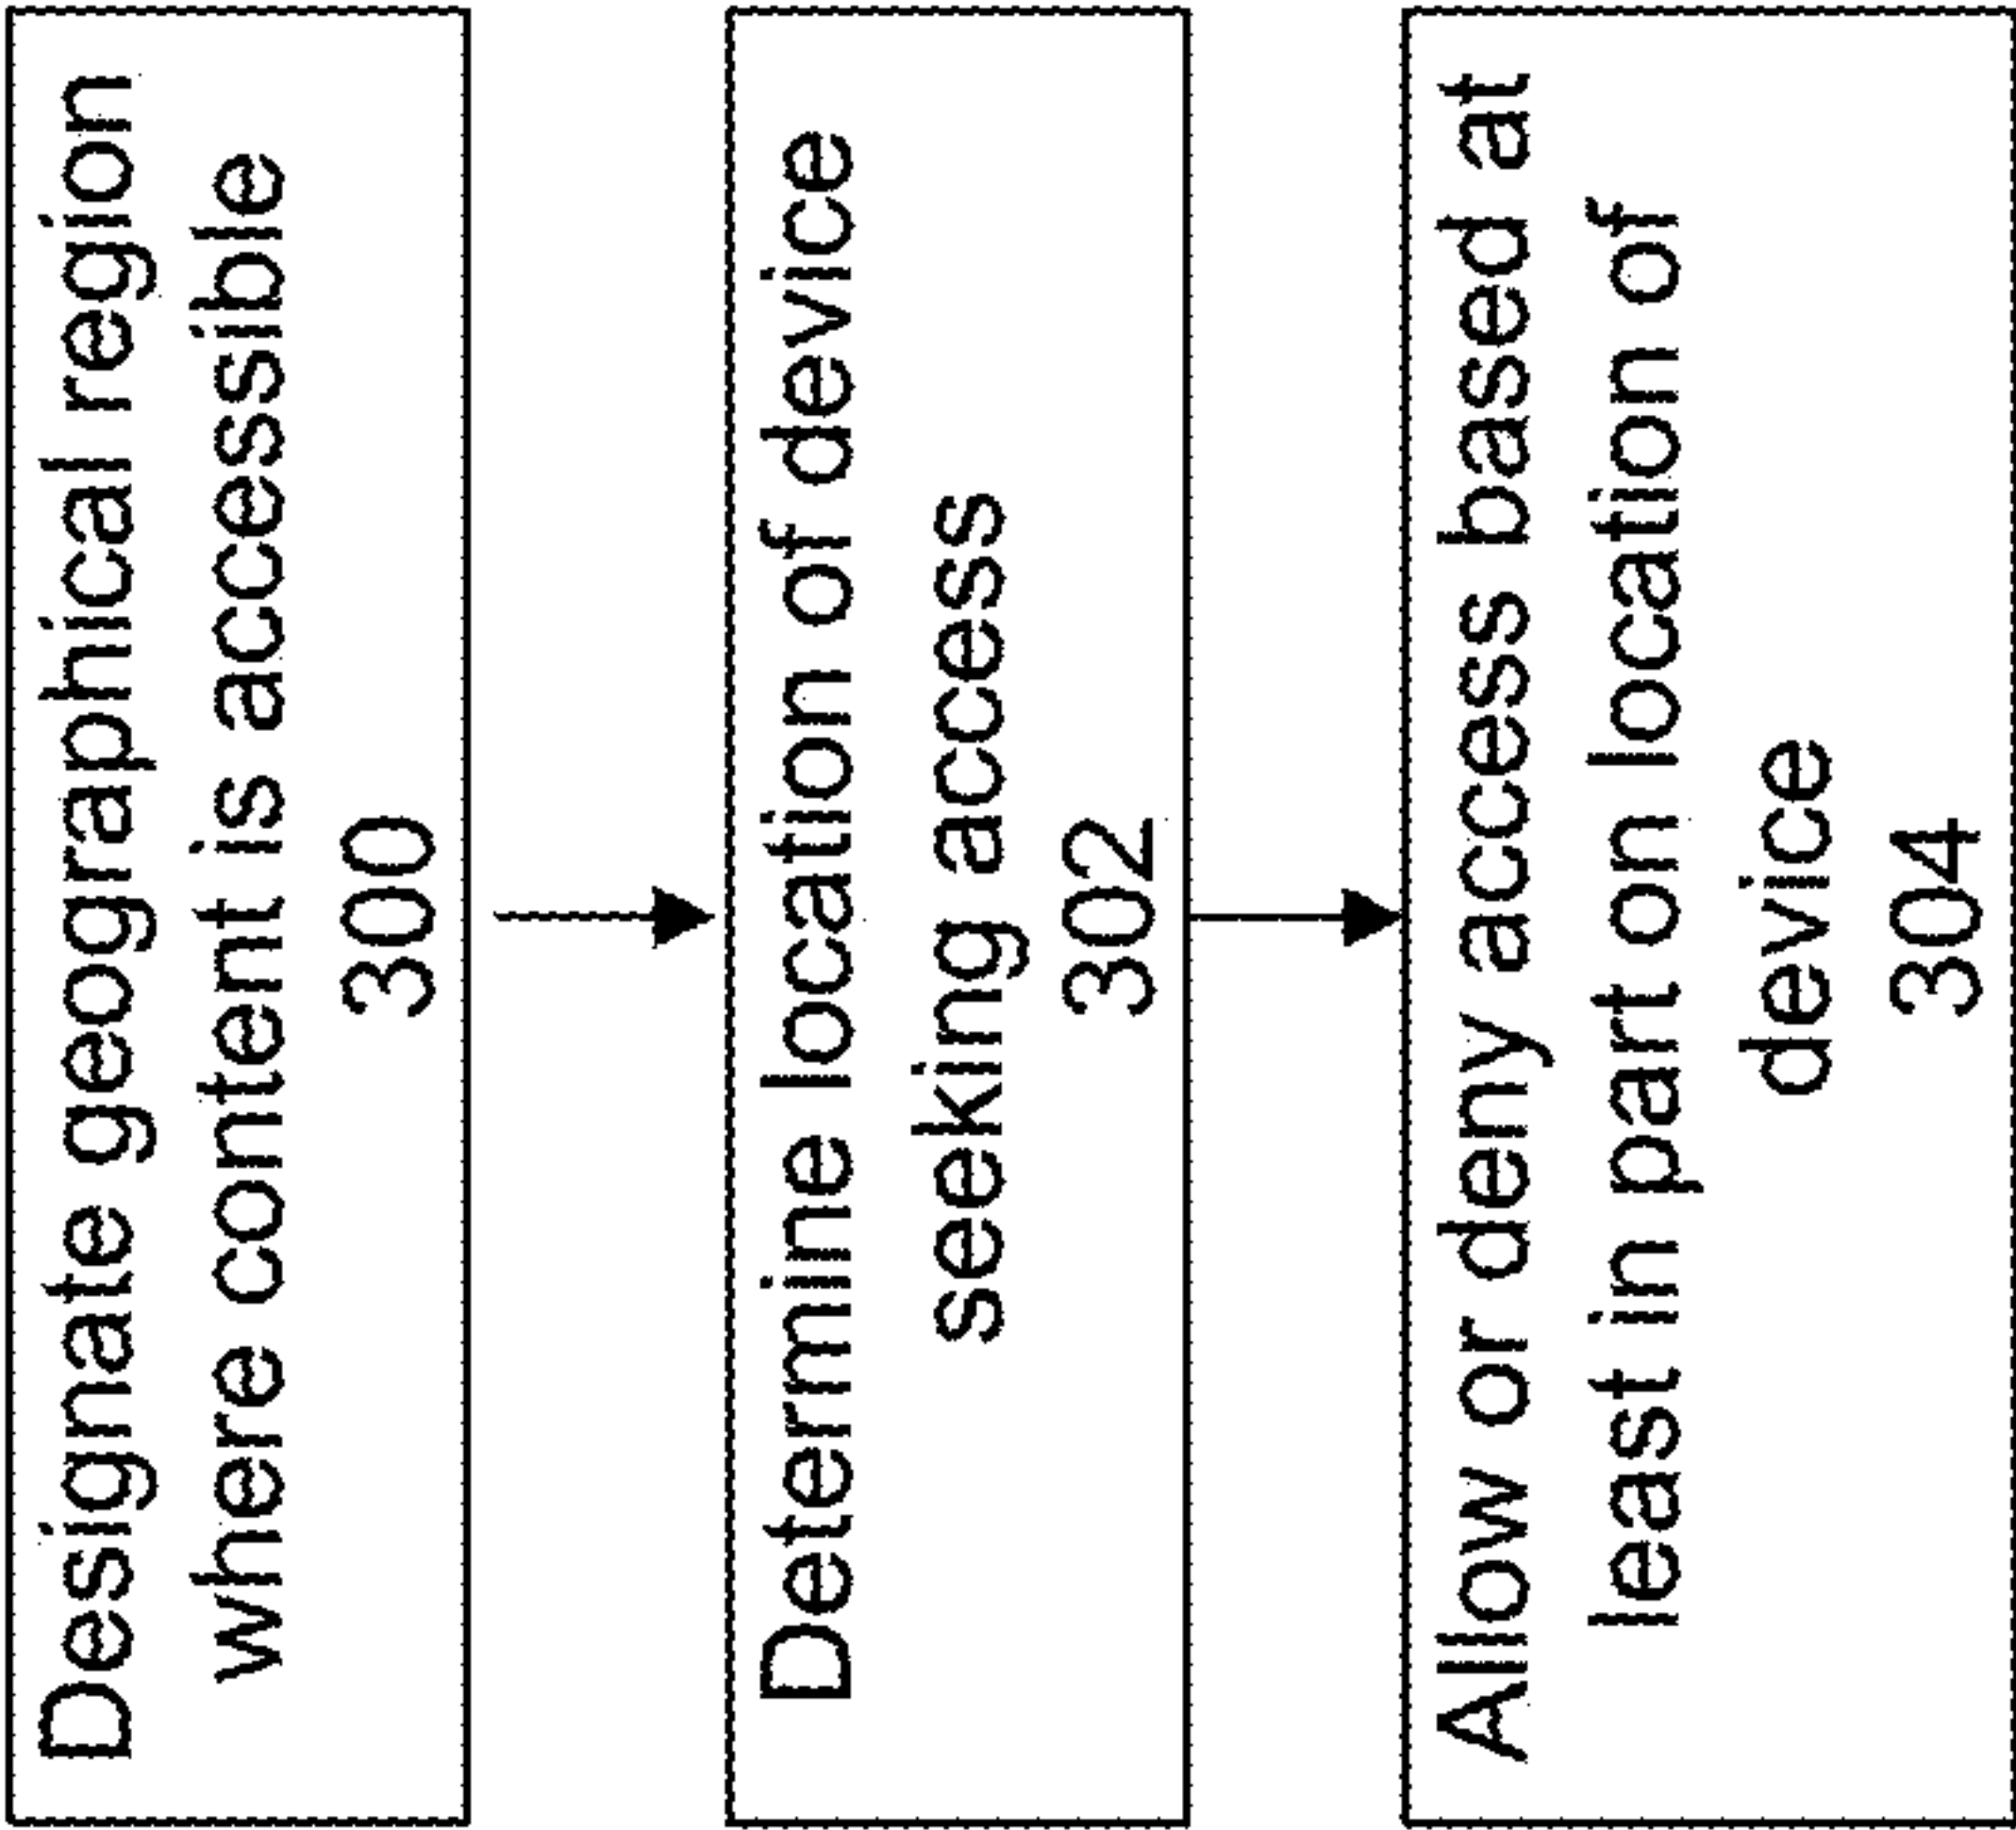 Designate geographical region
where content is accessible
300
Determine location of device
seeking access
302
Allow or deny access based at
least in part on location of
device
304